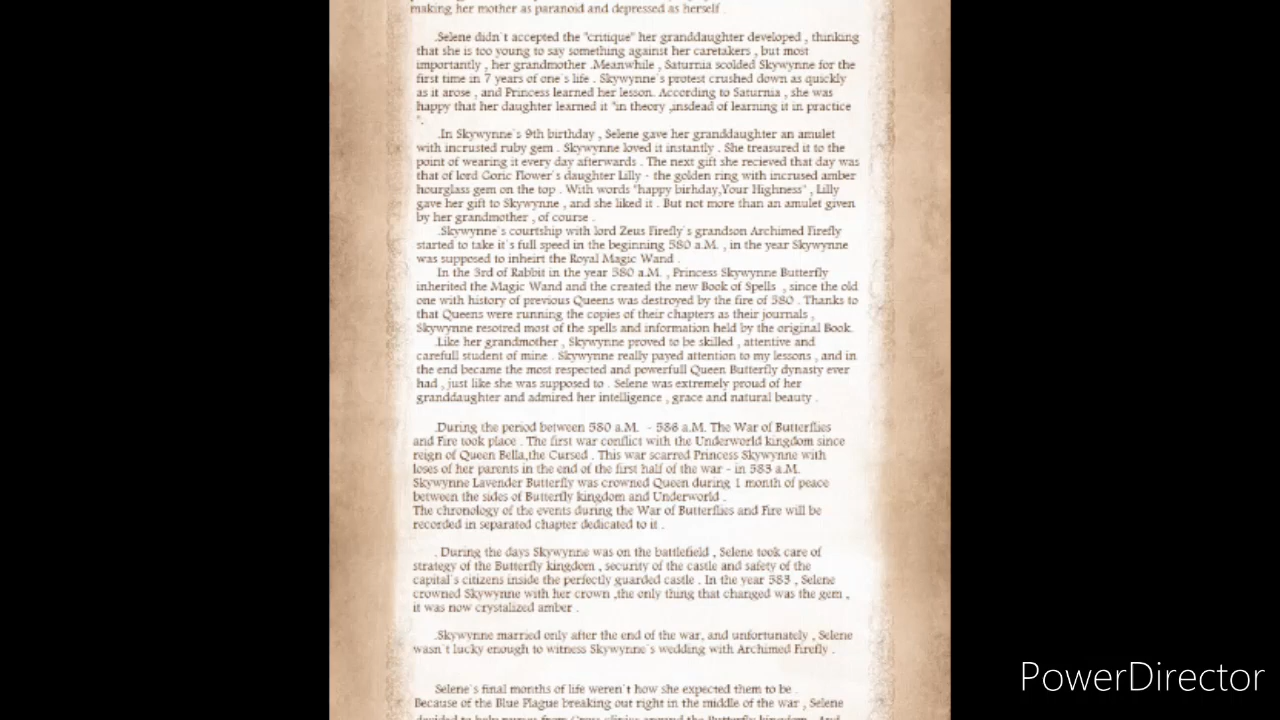 making her mother as paranoid and depressed as herself .
.Selene didn't accepted the "critique" her granddaughter developed , thinking
that she is too young to say something against her caretakers , but most
importantly , her grandmother .Meanwhile , Saturnia scolded Skywynne for the
first time in 7 years of one's life . Skywynne's protest crushed down as quickly
as it arose , and Princess learned her lesson. According to Saturnia , she was
happy that her daughter learned it "in theory ,insdead of learning it in practice
".
.In Skywynne's 9th birthday , Selene gave her granddaughter an amulet
with incrusted ruby gem . Skywynne loved it instantly . She treasured it to the
point of wearing it every day afterwards . The next gift she recieved that day was
that of lord Goric Flower's daughter Lilly - the golden ring with incrused amber
hourglass gem on the top . With words "happy birhday,Your Highness" , Lilly
gave her gift to Skywynne , and she liked it . But not more than an amulet given
by her grandmother , of course .
.Skywynne's courtship with lord Zeus Firefly's grandson Archimed Firefly
started to take it's full speed in the beginning 580 a.M. , in the year Skywynne
was supposed to inheirt the Royal Magic Wand .
In the 3rd of Rabbit in the year 580 a.M. , Princess Skywynne Butterfly
inherited the Magic Wand and the created the new Book of Spells , since the old
one with history of previous Queens was destroyed by the fire of 580 . Thanks to
that Queens were running the copies of their chapters as their journals ,
Skywynne resotred most of the spells and information held by the original Book.
.Like her grandmother , Skywynne proved to be skilled , attentive and
carefull student of mine . Skywynne really payed attention to my lessons , and in
the end became the most respected and powerfull Queen Butterfly dynasty ever
had , just like she was supposed to . Selene was extremely proud of her
granddaughter and admired her intelligence , grace and natural beauty .
.During the period between 580 a.M. - 586 a.M. The War of Butterflies
and Fire took place . The first war conflict with the Underworld kingdom since
reign of Queen Bella,the Cursed . This war scarred Princess Skywynne with
loses of her parents in the end of the first half of the war - in 583 a.M.
Skywynne Lavender Butterfly was crowned Queen during 1 month of peace
between the sides of Butterfly kingdom and Underworld .
The chronology of the events during the War of Butterflies and Fire will be
recorded in separated chapter dedicated to it .
. During the days Skywynne was on the battlefield , Selene took care of
strategy of the Butterfly kingdom , security of the castle and safety of the
capital's citizens inside the perfectly guarded castle . In the year 583 , Selene
crowned Skywynne with her crown ,the only thing that changed was the gem ,
it was now crystalized amber .
.Skywynne married only after the end of the war, and unfortunately , Selene
wasn't lucky enough to witness Skywynne's wedding with Archimed Firefly .
Selene's final months of life weren't how she expected them to be .
Because of the Blue Plague breaking out right in the middle of the war , Selene
PowerDirector